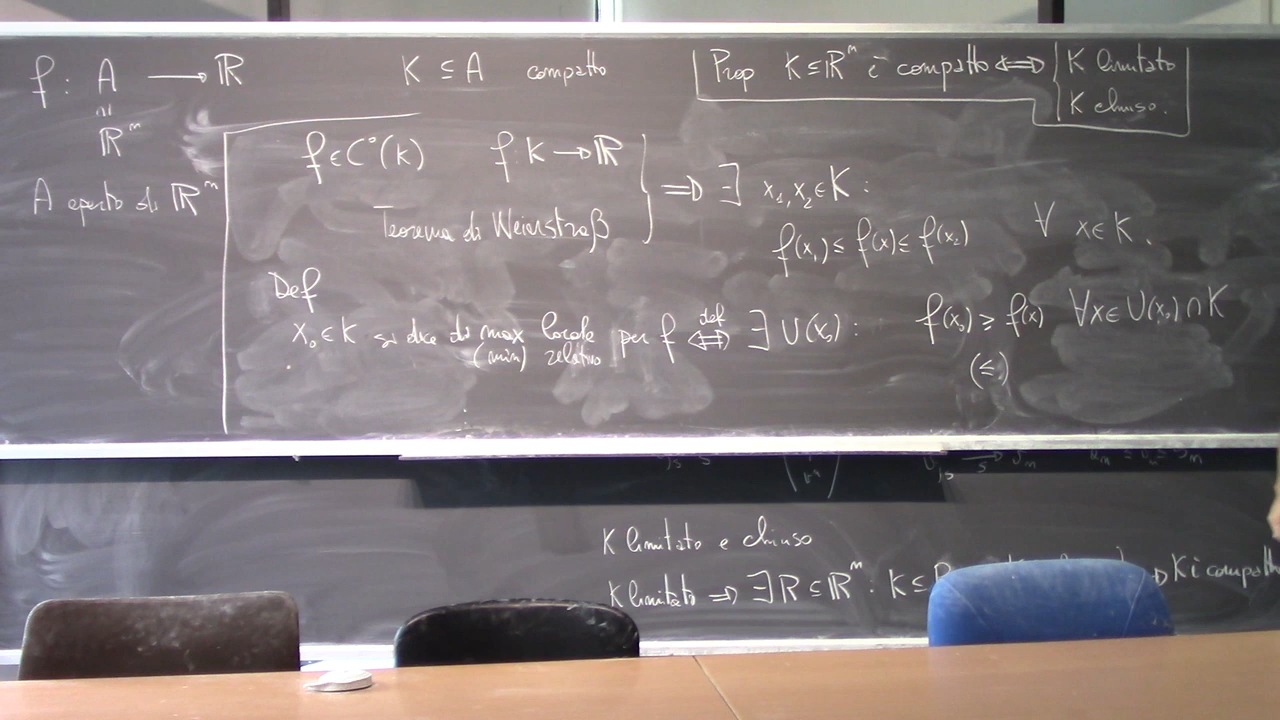 f : A → ℝ
⊆
ℝⁿ
A aperto di ℝⁿ
K ⊆ A compatto
Prop K ⊆ ℝⁿ è compatto ⇔ { K limitato
K chiuso.
f ∈ C°(K) f : K → ℝ
Teorema di Weierstraß
⇒ ∃ x₁, x₂ ∈ K :
f(x₁) ≤ f(x) ≤ f(x₂) ∀ x ∈ K.
Def
x₀ ∈ K si dice di max locale per f ⇔ def ∃ U(x₀) : f(x₀) ≥ f(x) ∀x ∈ U(x₀) ∩ K
(min) relativo (≤)
K limitato e chiuso
K limitato ⇒ ∃ R ⊆ ℝⁿ : K ⊆ ⇒ K è compatto